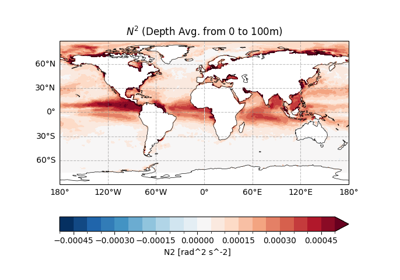 N² (Depth Avg. from 0 to 100m)
60°N
30°N
0°
30°S
60°S
180° 120°W 60°W 0° 60°E 120°E 180°
−0.00045 −0.00030 −0.00015 0.00000 0.00015 0.00030 0.00045
N2 [rad^2 s^-2]